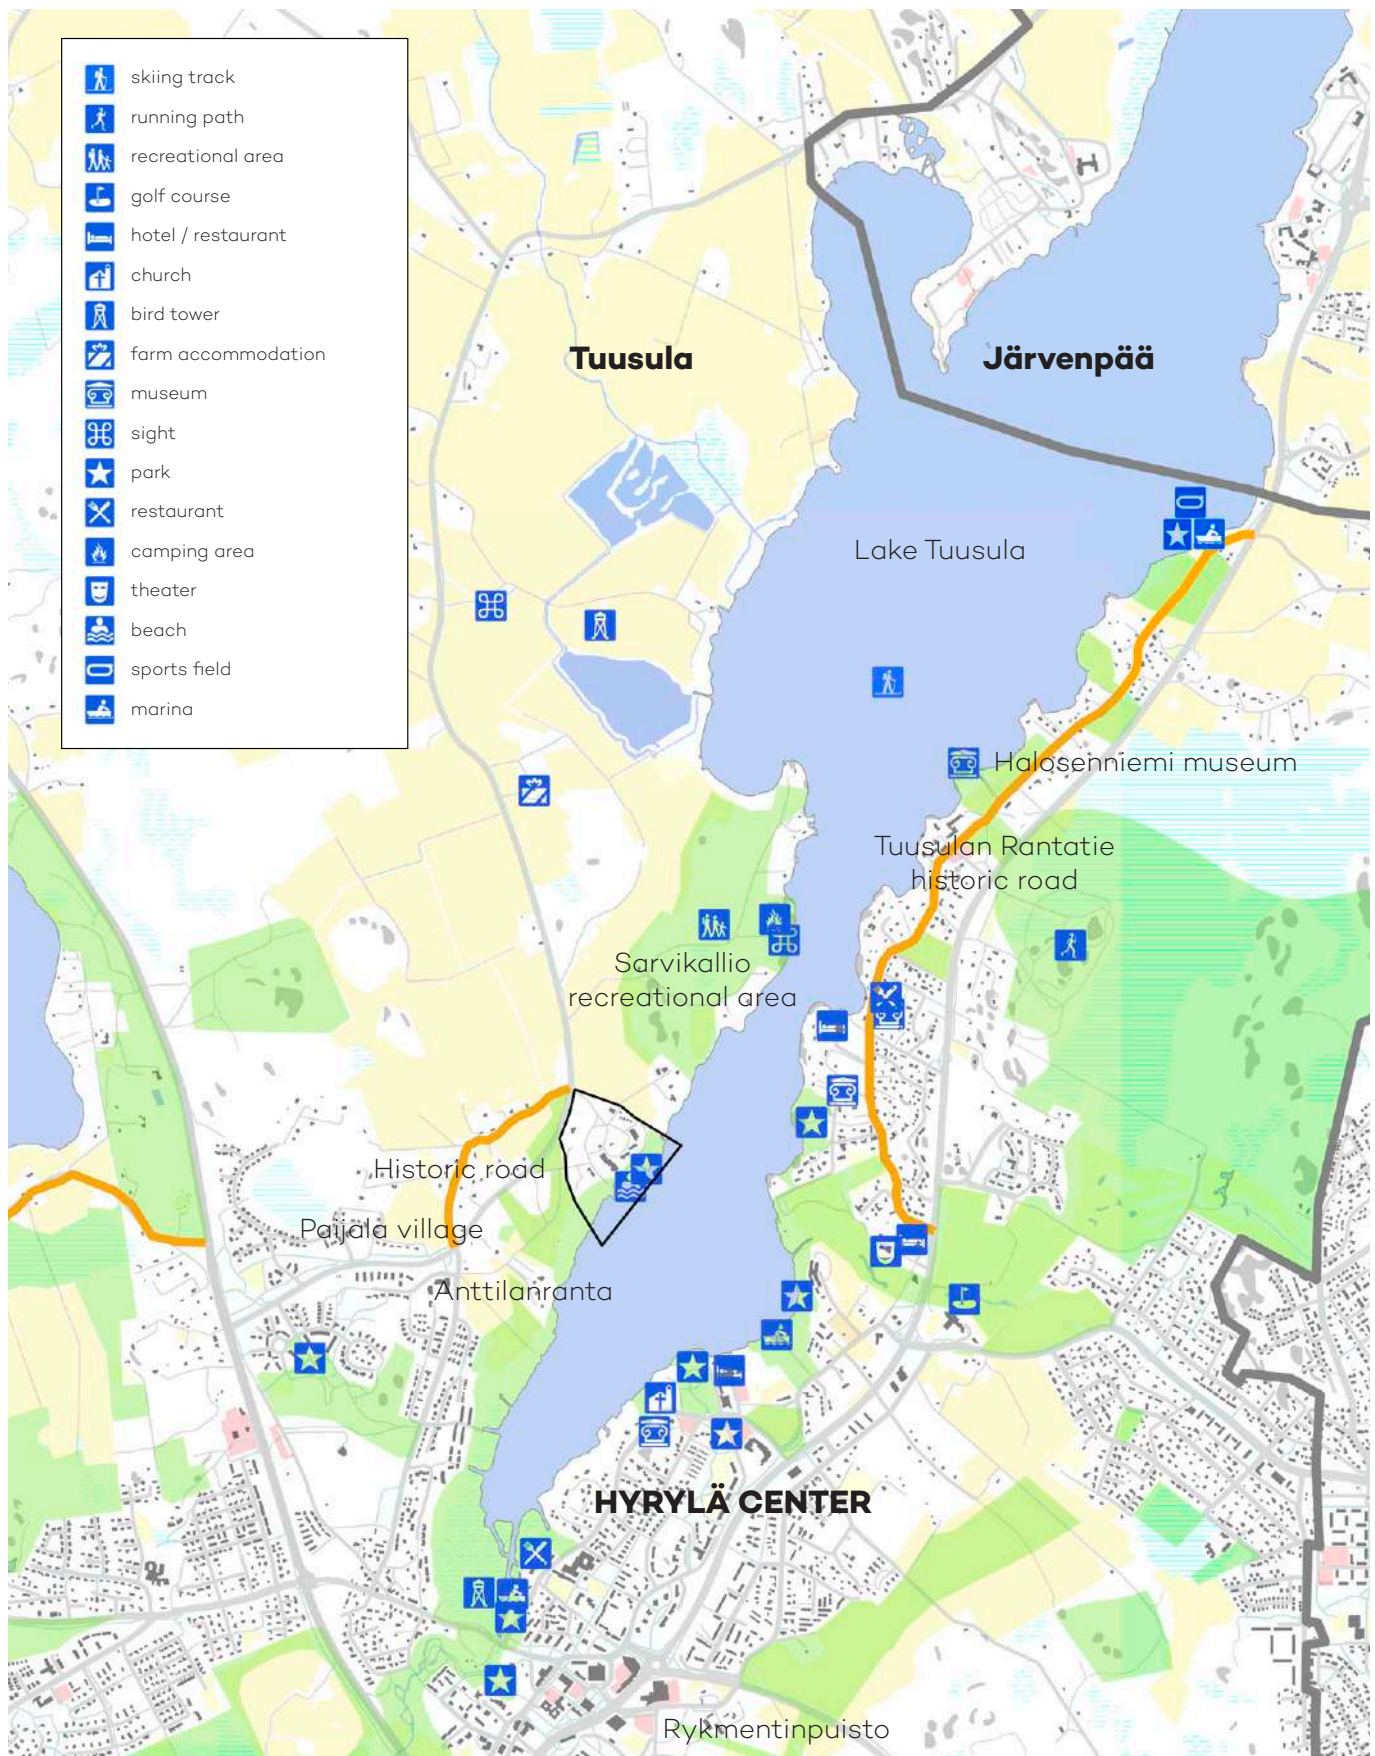 skiing track
running path
recreational area
golf course
hotel / restaurant
church
bird tower
farm accommodation
museum
sight
park
restaurant
camping area
theater
beach
sports field
marina
Tuusula
Järvenpää
Lake Tuusula
Halosenniemi museum
Tuusulan Rantatie
historic road
Sarvikallio
recreational area
Historic road
Paijala village
Anttilanranta
HYRYLÄ CENTER
Rykmentinpuisto